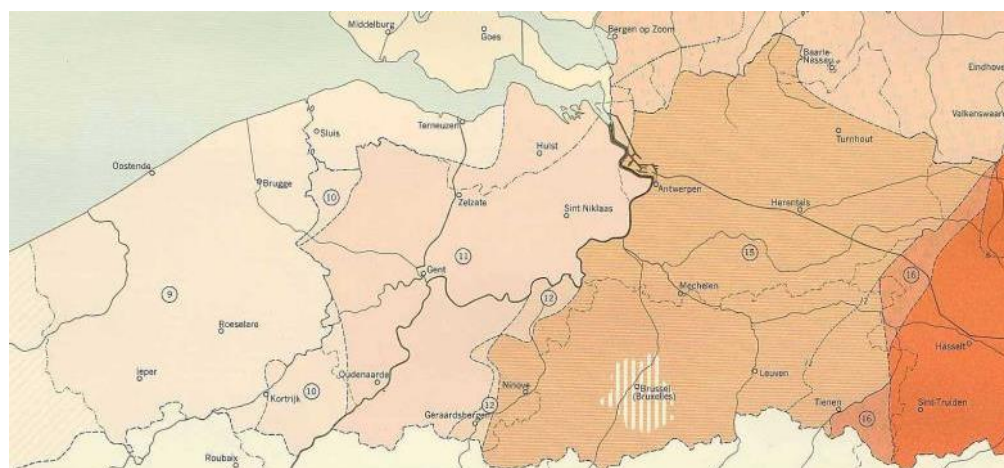 Middelburg
Goes
Bergen op Zoom
7
Baarle-
Nassau
Eindhove
Valkenswaard
Sluis
Terneuzen
Hulst
Turnhout
Oostende
Brugge
10
Zelzate
Sint Niklaas
Antwerpen
Herentals
11
15
Gent
Mechelen
16
12
9
Roeselare
Hasselt
Ieper
Oudenaarde
Ninove
Brussel
(Bruxelles)
Leuven
Kortrijk
10
12
Tienen
Sint-Truiden
Geraardsbergen
16
Roubaix